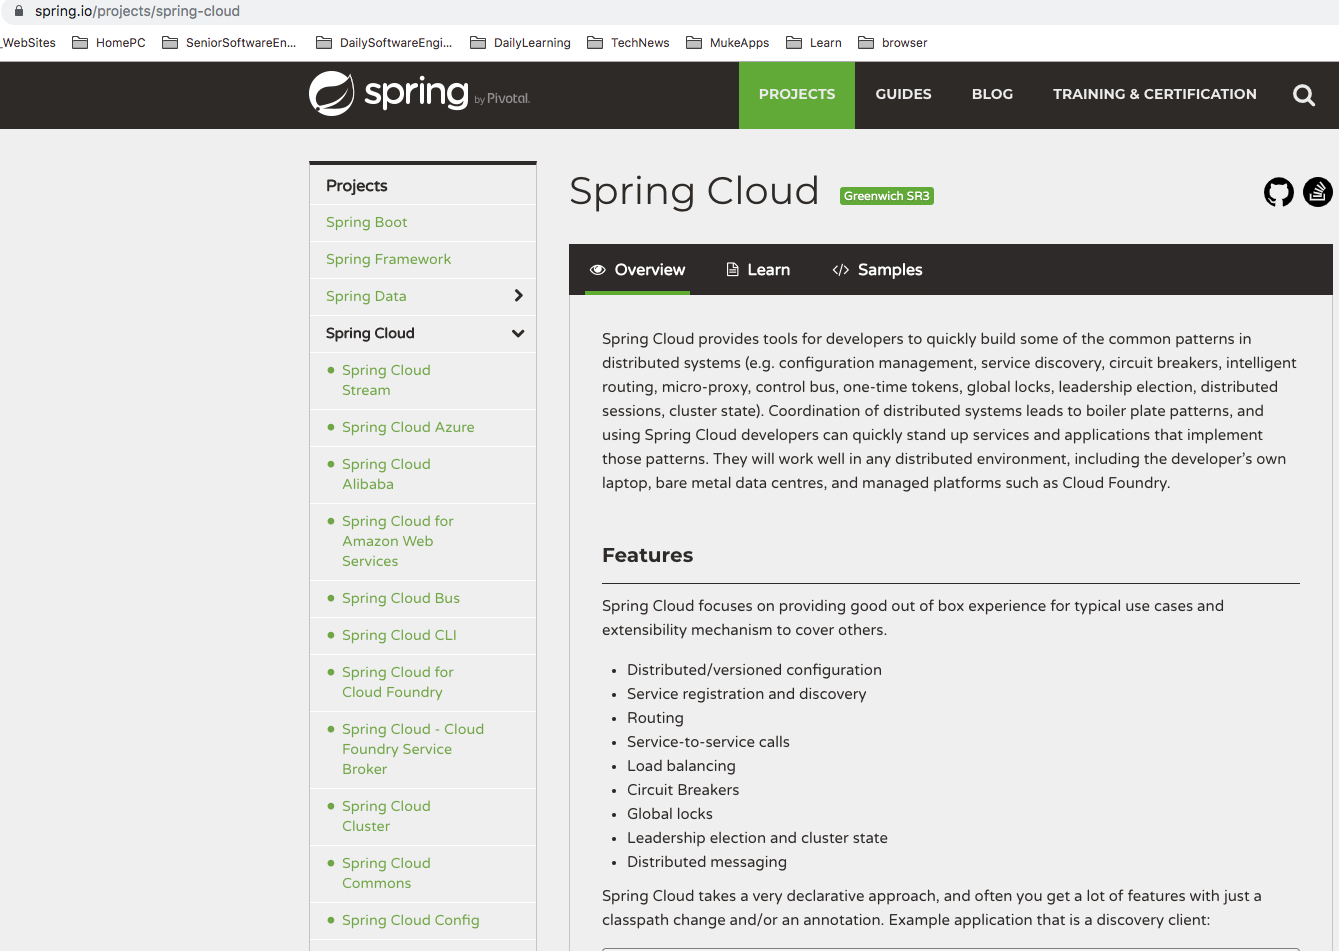 spring.io/projects/spring-cloud
_WebSites HomePC SeniorSoftwareEn... DailySoftwareEngi... DailyLearning TechNews MukeApps Learn browser
spring by Pivotal.
PROJECTS GUIDES BLOG TRAINING & CERTIFICATION
Projects
Spring Boot
Spring Framework
Spring Data
Spring Cloud
Spring Cloud
Stream
Spring Cloud Azure
Spring Cloud
Alibaba
Spring Cloud for
Amazon Web
Services
Spring Cloud Bus
Spring Cloud CLI
Spring Cloud for
Cloud Foundry
Spring Cloud - Cloud
Foundry Service
Broker
Spring Cloud
Cluster
Spring Cloud
Commons
Spring Cloud Config
Spring Cloud Greenwich SR3
Overview Learn Samples
Spring Cloud provides tools for developers to quickly build some of the common patterns in
distributed systems (e.g. configuration management, service discovery, circuit breakers, intelligent
routing, micro-proxy, control bus, one-time tokens, global locks, leadership election, distributed
sessions, cluster state). Coordination of distributed systems leads to boiler plate patterns, and
using Spring Cloud developers can quickly stand up services and applications that implement
those patterns. They will work well in any distributed environment, including the developer's own
laptop, bare metal data centres, and managed platforms such as Cloud Foundry.
Features
Spring Cloud focuses on providing good out of box experience for typical use cases and
extensibility mechanism to cover others.
• Distributed/versioned configuration
• Service registration and discovery
• Routing
• Service-to-service calls
• Load balancing
• Circuit Breakers
• Global locks
• Leadership election and cluster state
• Distributed messaging
Spring Cloud takes a very declarative approach, and often you get a lot of features with just a
classpath change and/or an annotation. Example application that is a discovery client: